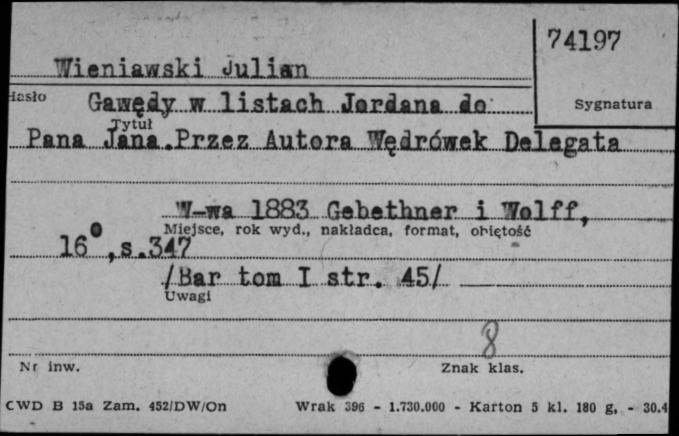 74197
Wieniawski Julian
Hasło Gawędy w listach Jordana do
Sygnatura
Tytuł
Pana Jana.Przez Autora Wędrówek Delegata
W-wa 1883 Gebethner i Wolff,
Miejsce, rok wyd., nakładca, format, objętość
16°,s.347
/Bar tom I str. 45/
Uwagi
8
Nr inw.
Znak klas.
CWD B 15a Zam. 452/DW/On Wrak 396 - 1.730.000 - Karton 5 kl. 180 g. - 30.4